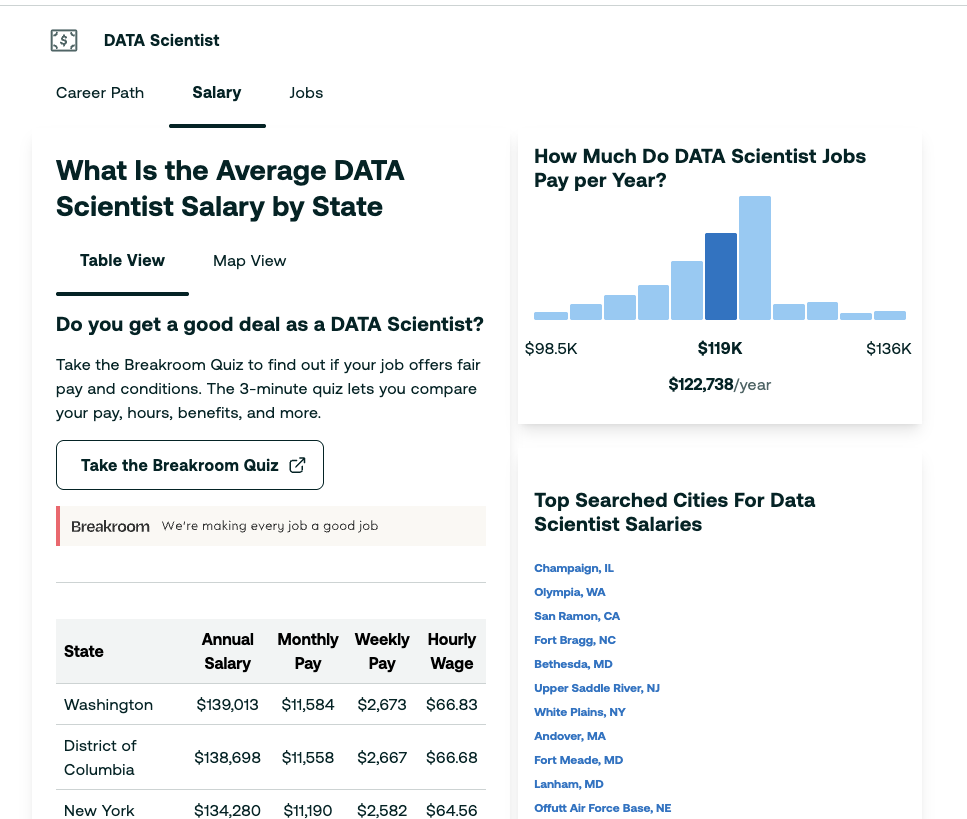 DATA Scientist
Career Path Salary Jobs
What Is the Average DATA
Scientist Salary by State
Table View Map View
Do you get a good deal as a DATA Scientist?
Take the Breakroom Quiz to find out if your job offers fair
pay and conditions. The 3-minute quiz lets you compare
your pay, hours, benefits, and more.
Take the Breakroom Quiz
Breakroom We're making every job a good job
State Annual Salary Monthly Pay Weekly Pay Hourly Wage
Washington $139,013 $11,584 $2,673 $66.83
District of
Columbia $138,698 $11,558 $2,667 $66.68
New York $134,280 $11,190 $2,582 $64.56
How Much Do DATA Scientist Jobs
Pay per Year?
$98.5K $119K $136K
$122,738/year
Top Searched Cities For Data
Scientist Salaries
Champaign, IL
Olympia, WA
San Ramon, CA
Fort Bragg, NC
Bethesda, MD
Upper Saddle River, NJ
White Plains, NY
Andover, MA
Fort Meade, MD
Lanham, MD
Offutt Air Force Base, NE